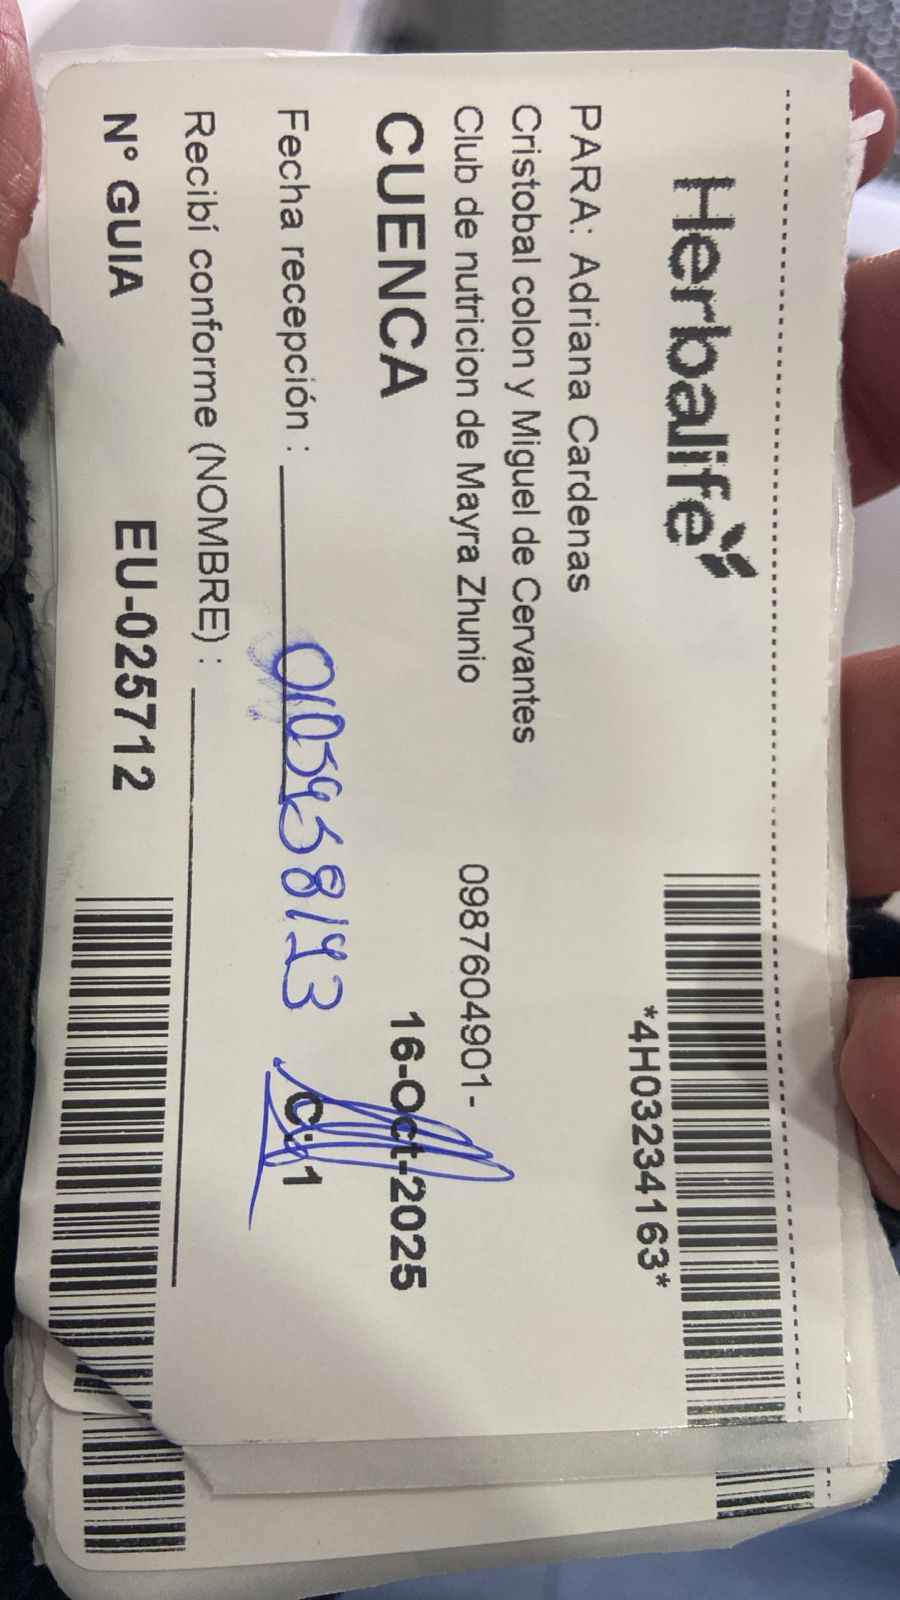 Herbalife
*4H03234163*
PARA: Adriana Cardenas
Cristobal colon y Miguel de Cervantes
Club de nutricion de Mayra Zhunio 0987604901-
CUENCA 16-Oct-2025
Fecha recepción : C: 1
Recibí conforme (NOMBRE) :
N° GUIA EU-025712